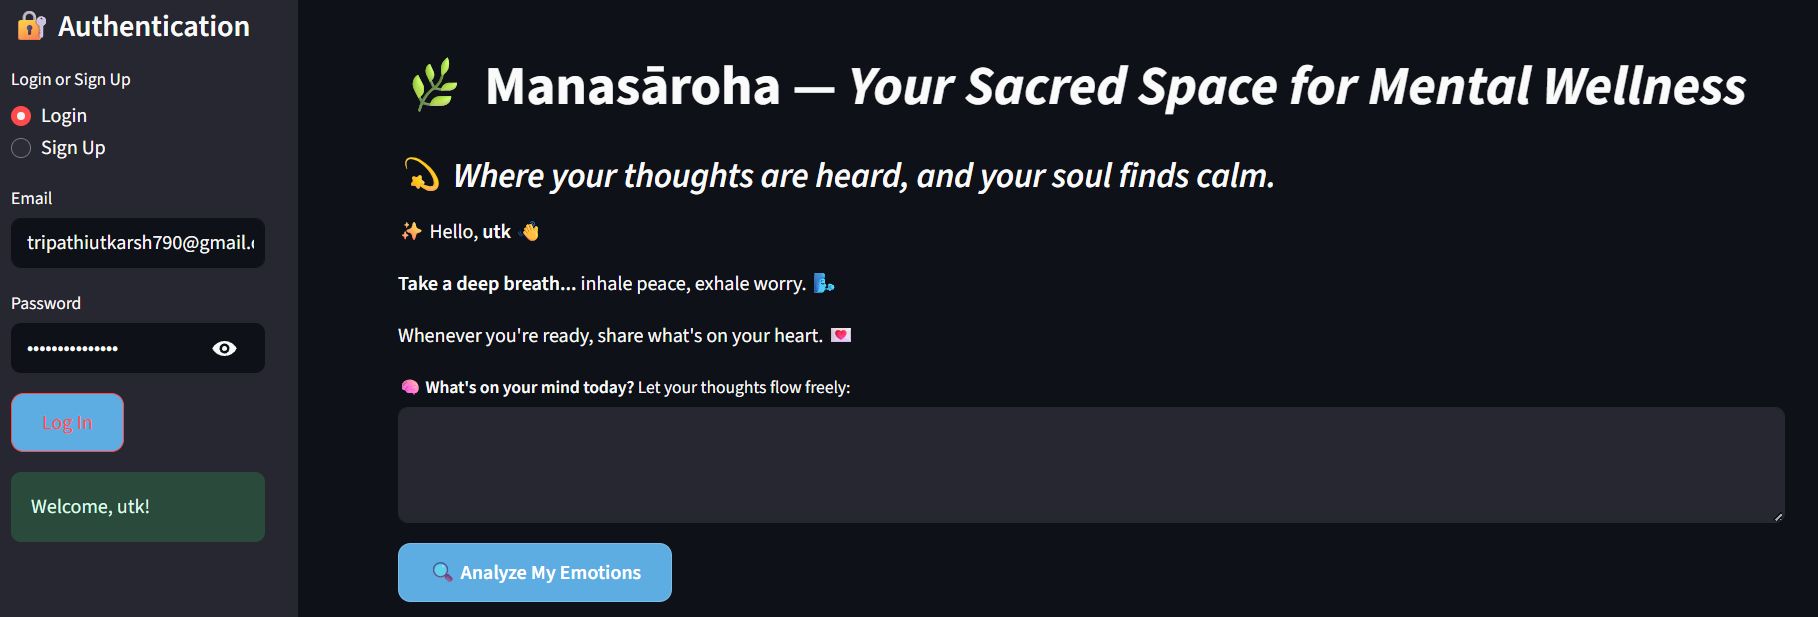 Authentication
Login or Sign Up
Login
Sign Up
Email
tripathiutkarsh790@gmail.
Password
Log In
Welcome, utk!
Manasāroha — Your Sacred Space for Mental Wellness
Where your thoughts are heard, and your soul finds calm.
Hello, utk
Take a deep breath... inhale peace, exhale worry.
Whenever you're ready, share what's on your heart.
What's on your mind today? Let your thoughts flow freely:
Analyze My Emotions